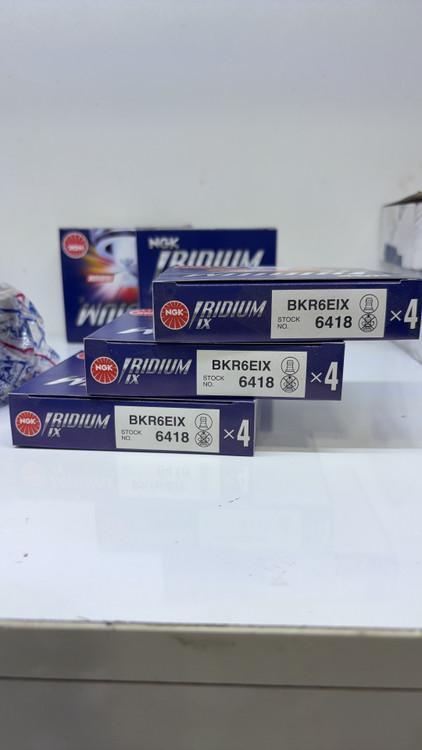 NGK
IRIDIUM
NGK
IRIDIUM
IX
BKR6EIX
STOCK
NO.
6418
×4
NGK
IRIDIUM
IX
BKR6EIX
STOCK
NO.
6418
×4
NGK
IRIDIUM
IX
BKR6EIX
STOCK
NO.
6418
×4